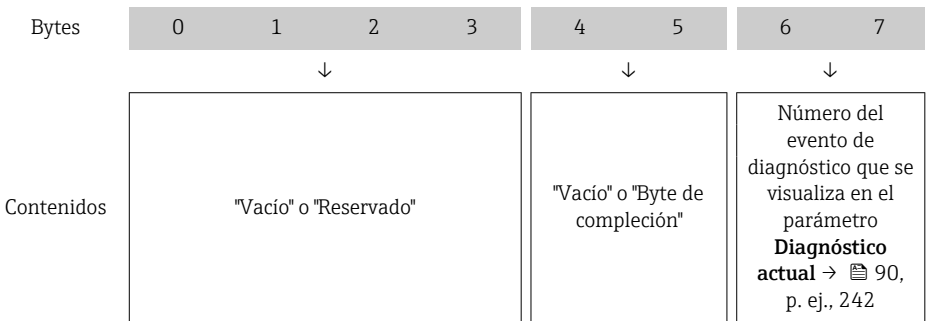 Bytes 0 1 2 3 4 5 6 7
↓ ↓ ↓
Contenidos
"Vacío" o "Reservado"
"Vacío" o "Byte de
compleción"
Número del
evento de
diagnóstico que se
visualiza en el
parámetro
Diagnóstico
actual → 90,
p. ej., 242